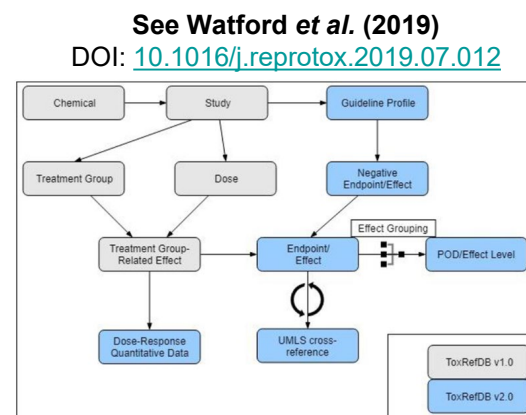 See Watford et al. (2019)
DOI: 10.1016/j.reprotox.2019.07.012
Chemical
Study
Guideline Profile
Treatment Group
Dose
Negative
Endpoint/Effect
Effect Grouping
Treatment Group-
Related Effect
Endpoint/
Effect
POD/Effect Level
Dose-Response
Quantitative Data
UMLS cross-
reference
ToxRefDB v1.0
ToxRefDB v2.0